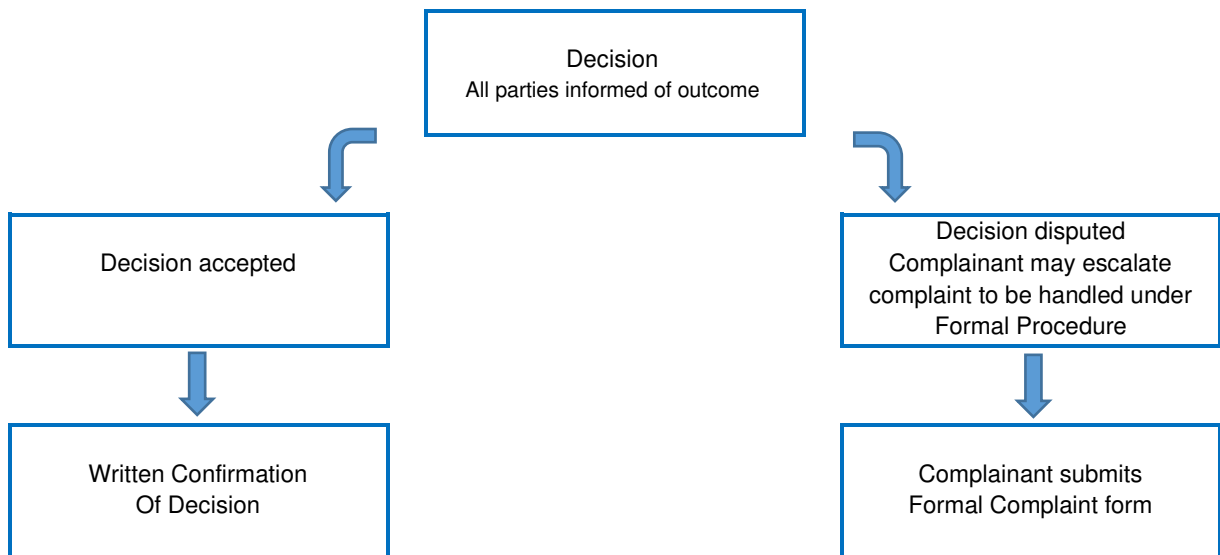 Decision
All parties informed of outcome
Decision accepted
Decision disputed
Complainant may escalate
complaint to be handled under
Formal Procedure
Written Confirmation
Of Decision
Complainant submits
Formal Complaint form